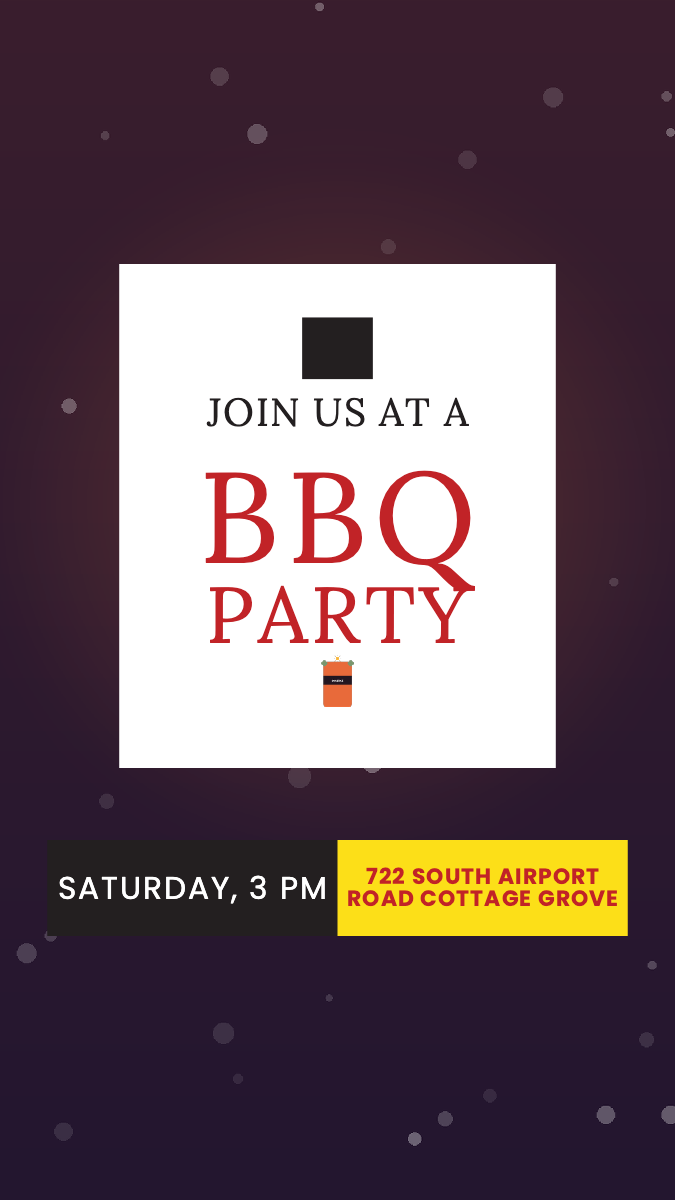 JOIN US AT A
BBQ
PARTY
SATURDAY, 3 PM
722 SOUTH AIRPORT
ROAD COTTAGE GROVE